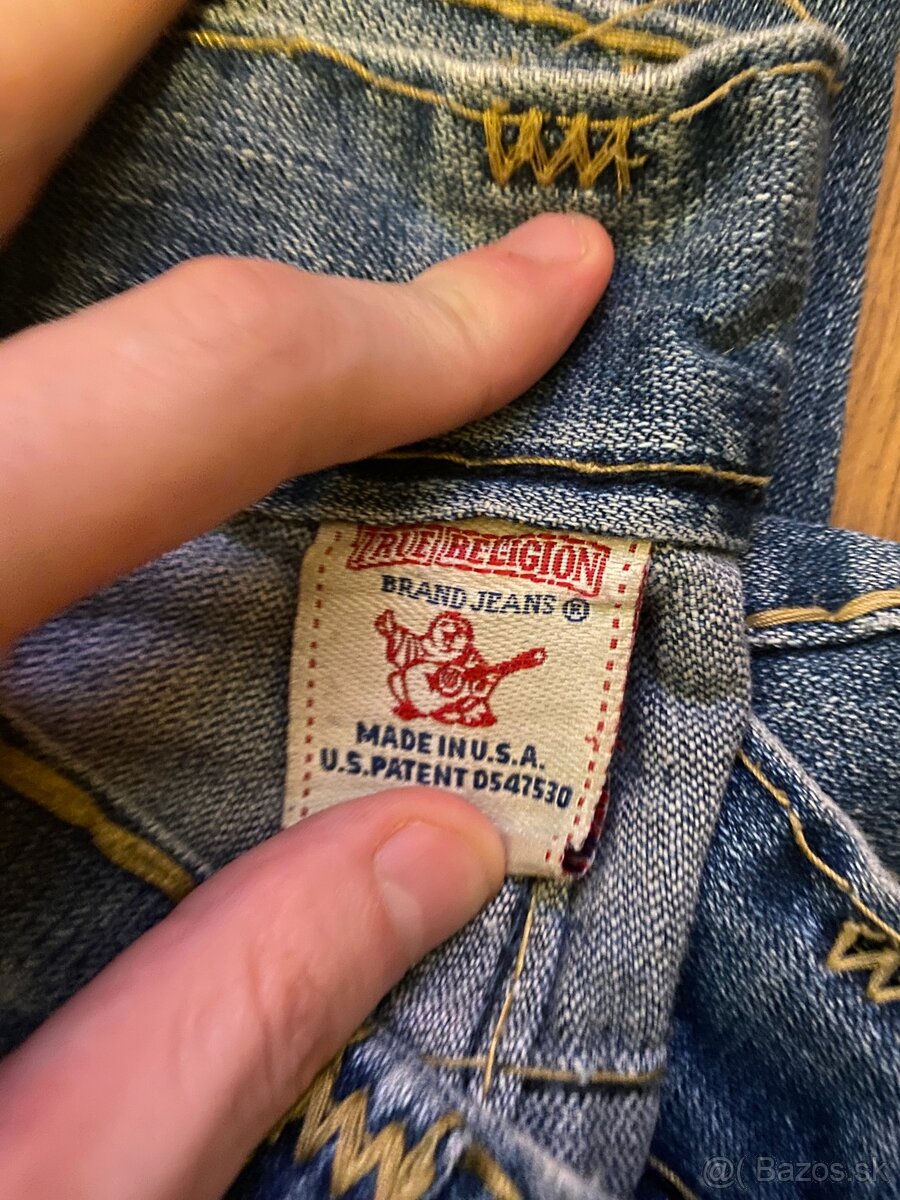 TRUE RELIGION
BRAND JEANS ®
MADE IN U.S.A.
U.S.PATENT D547530
@( Bazos.sk